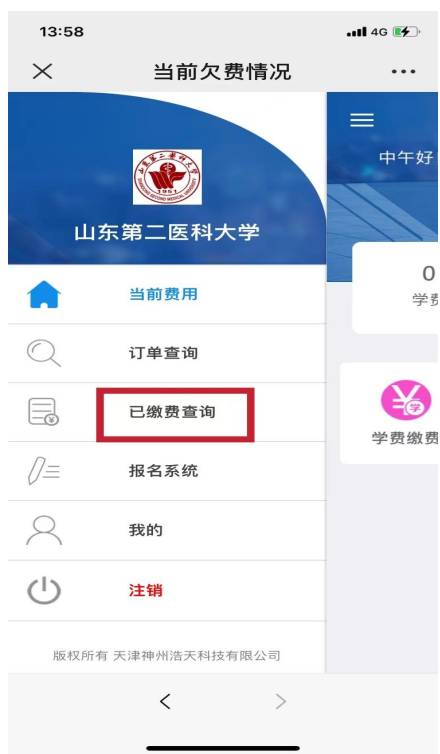 13:58
4G
当前欠费情况
中午好
山东第二医科大学
0
学费
当前费用
订单查询
已缴费查询
学费缴费
报名系统
我的
注销
版权所有 天津神州浩天科技有限公司